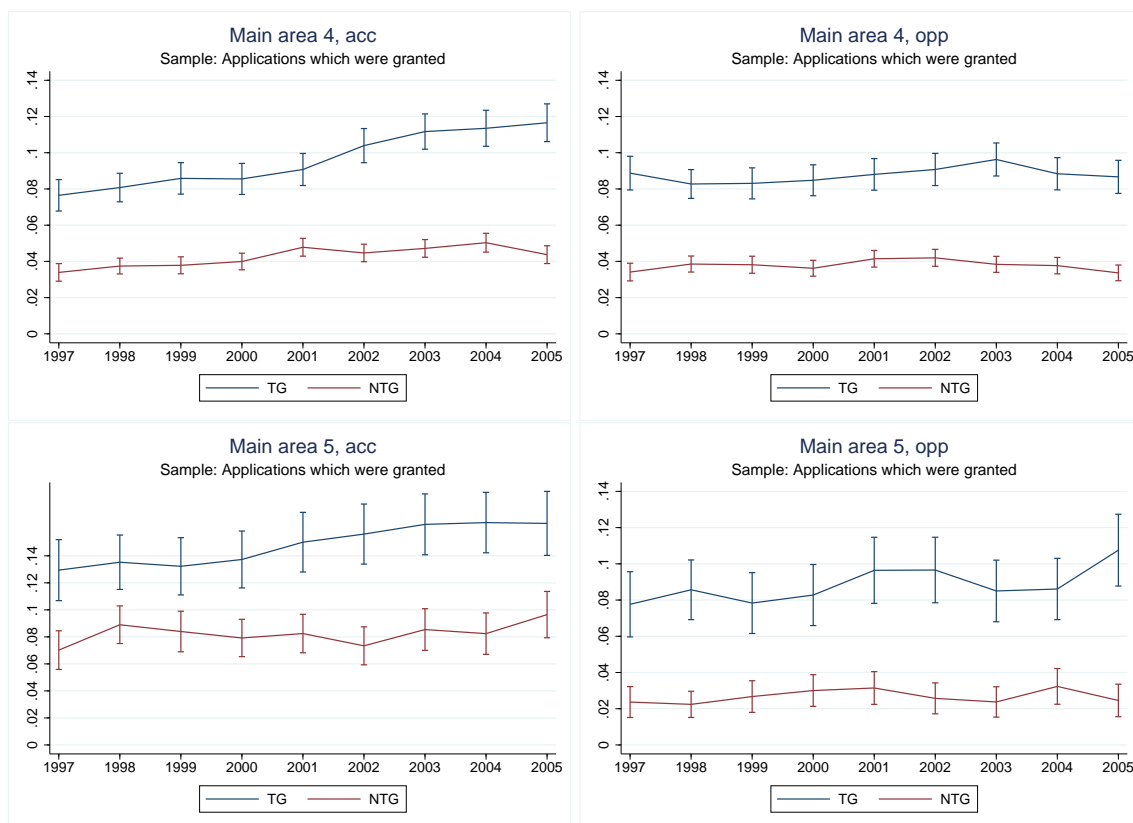 Main area 4, acc
Sample: Applications which were granted
.14
.12
.1
.08
.06
.04
.02
0
1997 1998 1999 2000 2001 2002 2003 2004 2005
TG NTG
Main area 4, opp
Sample: Applications which were granted
.14
.12
.1
.08
.06
.04
.02
0
1997 1998 1999 2000 2001 2002 2003 2004 2005
TG NTG
Main area 5, acc
Sample: Applications which were granted
.14
.12
.1
.08
.06
.04
.02
0
1997 1998 1999 2000 2001 2002 2003 2004 2005
TG NTG
Main area 5, opp
Sample: Applications which were granted
.14
.12
.1
.08
.06
.04
.02
0
1997 1998 1999 2000 2001 2002 2003 2004 2005
TG NTG